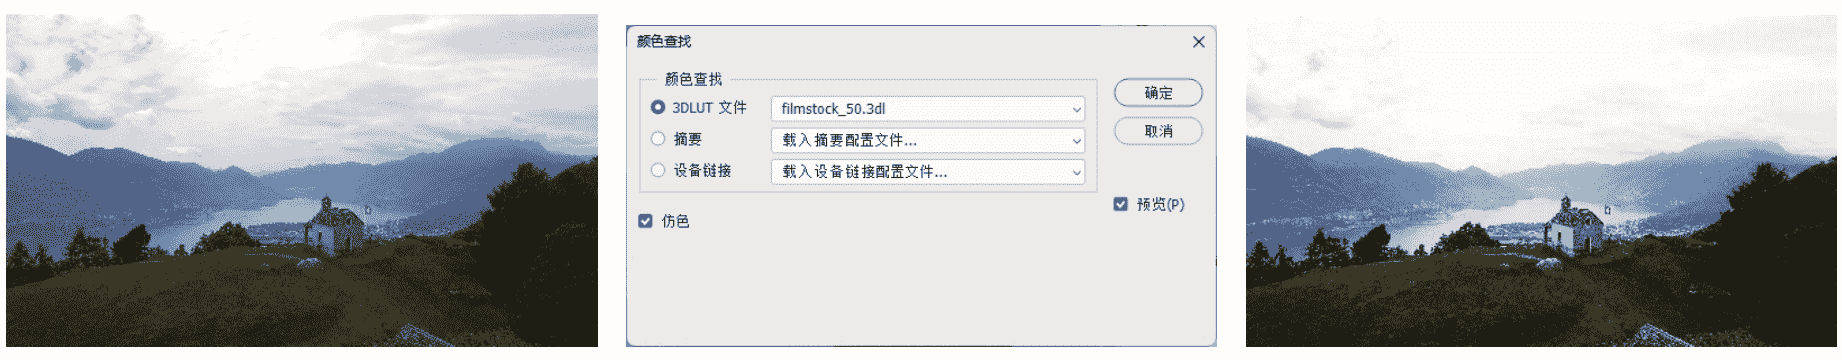 颜色查找
颜色查找
3DLUT 文件
filmstock_50.3dl
摘要
载入摘要配置文件...
设备链接
载入设备链接配置文件...
仿色
确定
取消
预览(P)